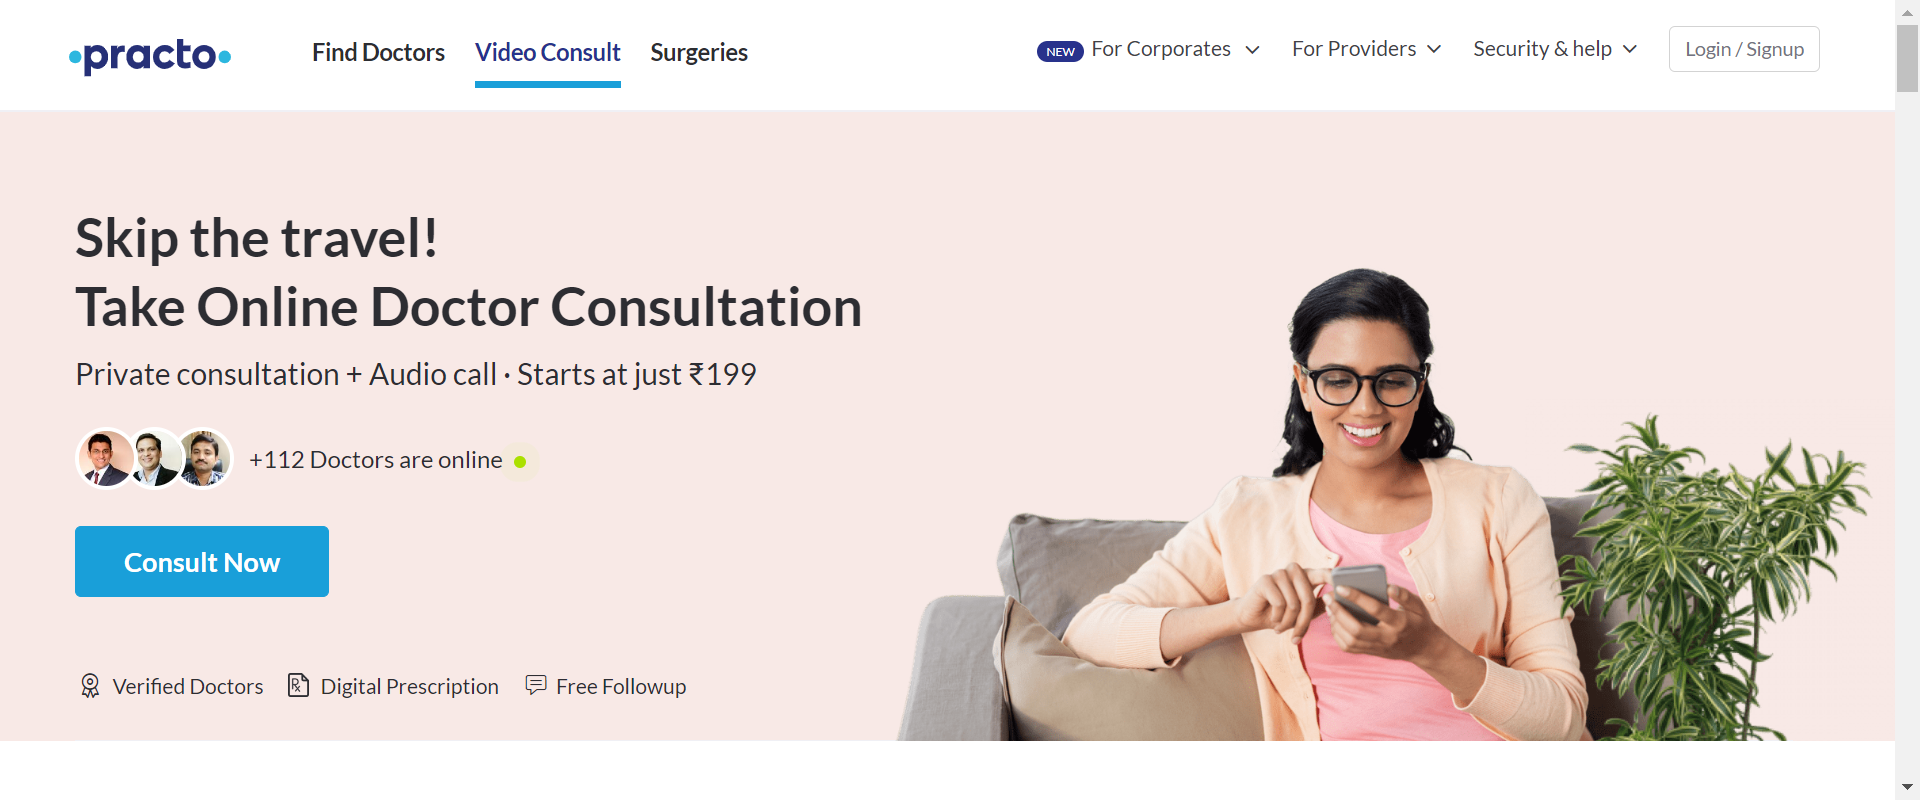 practo
Find Doctors
Video Consult
Surgeries
NEW For Corporates
For Providers
Security & help
Login / Signup
Skip the travel!
Take Online Doctor Consultation
Private consultation + Audio call · Starts at just ₹199
+112 Doctors are online
Consult Now
Verified Doctors
Digital Prescription
Free Followup